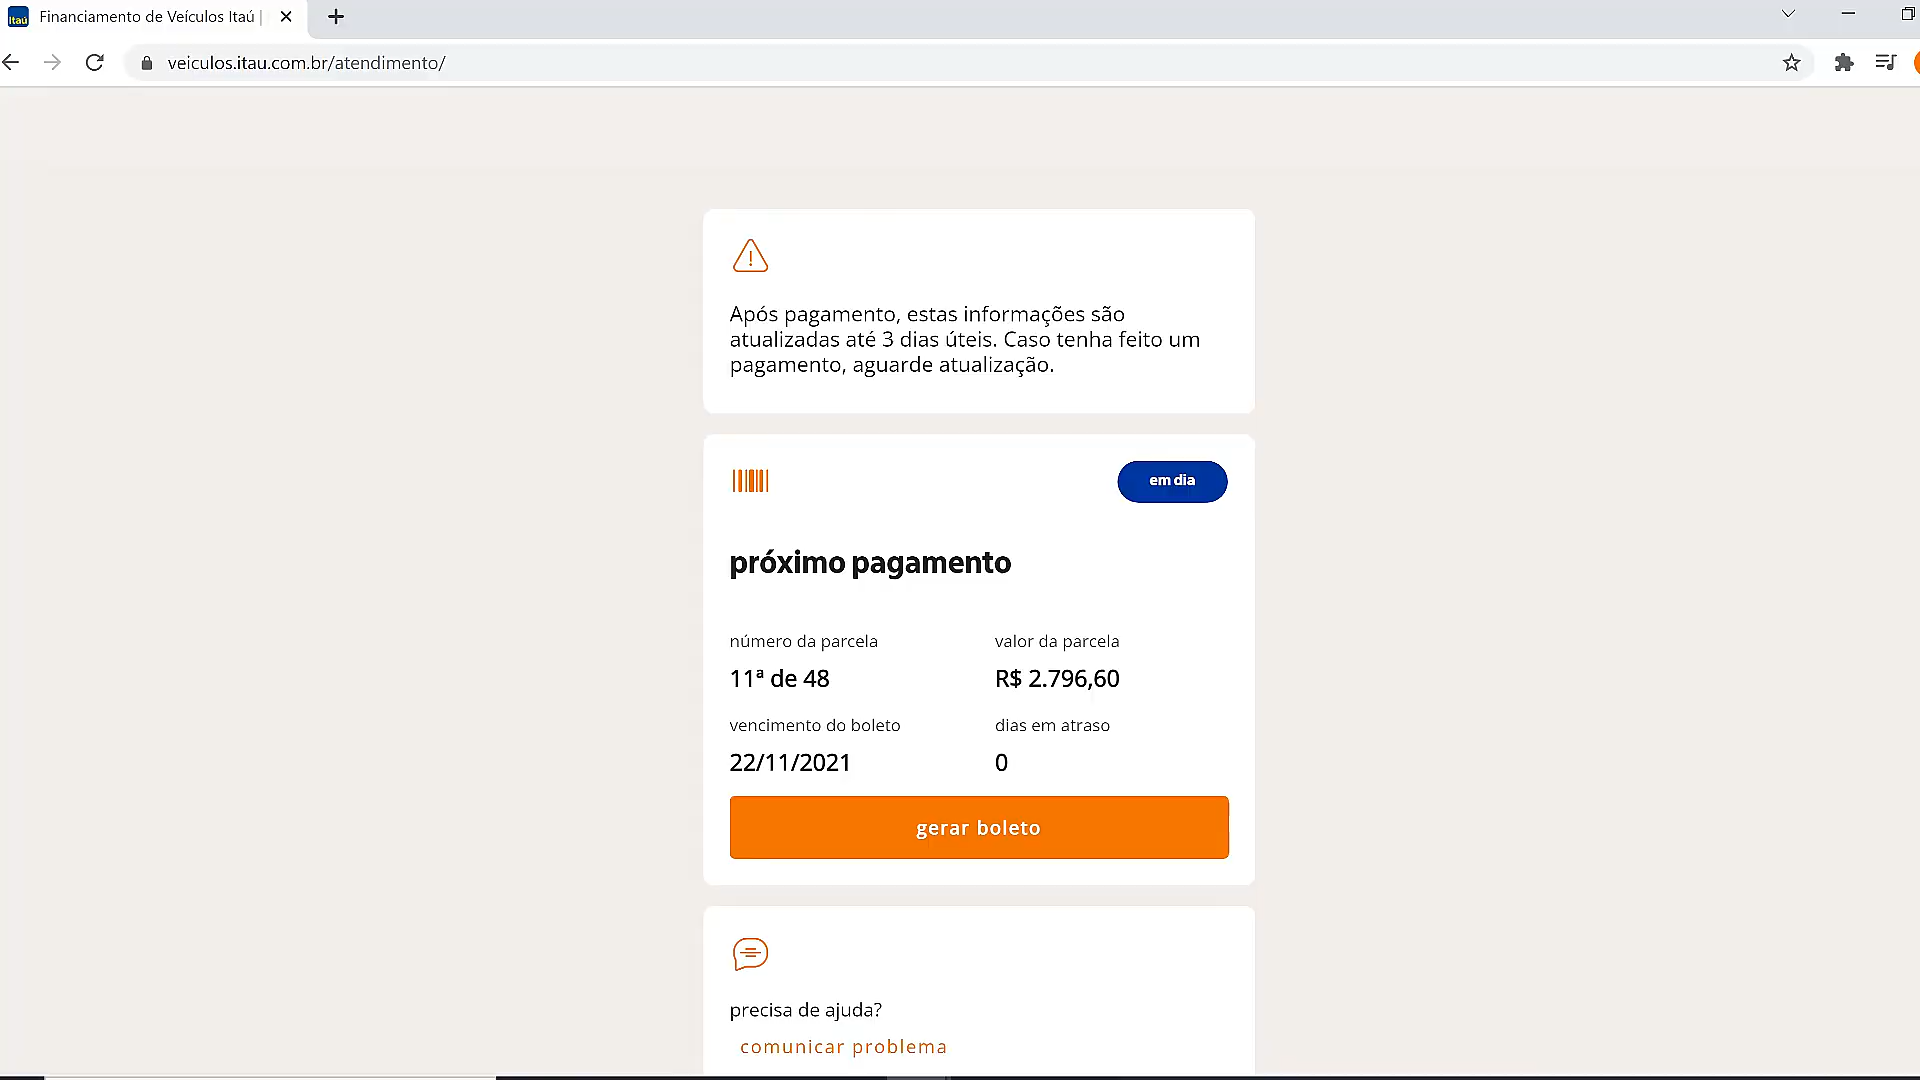 Itaú
Financiamento de Veículos Itaú |
veiculos.itau.com.br/atendimento/
Após pagamento, estas informações são
atualizadas até 3 dias úteis. Caso tenha feito um
pagamento, aguarde atualização.
em dia
próximo pagamento
número da parcela
valor da parcela
11ª de 48
R$ 2.796,60
vencimento do boleto
dias em atraso
22/11/2021
0
gerar boleto
precisa de ajuda?
comunicar problema